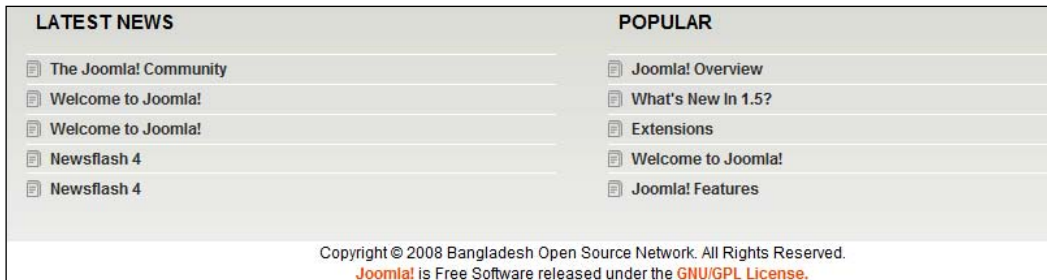 LATEST NEWS
The Joomla! Community
Welcome to Joomla!
Welcome to Joomla!
Newsflash 4
Newsflash 4
POPULAR
Joomla! Overview
What's New In 1.5?
Extensions
Welcome to Joomla!
Joomla! Features
Copyright © 2008 Bangladesh Open Source Network. All Rights Reserved.
Joomla! is Free Software released under the GNU/GPL License.